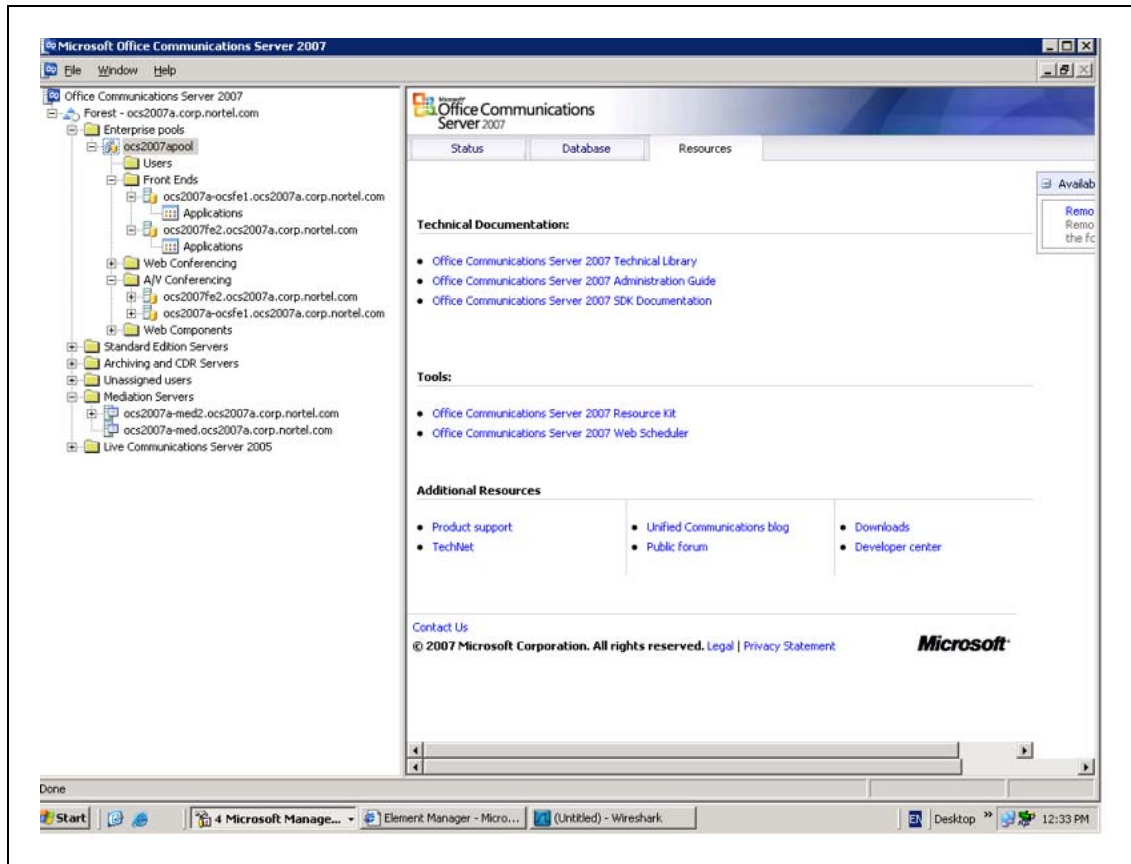 Microsoft Office Communications Server 2007
File Window Help
Office Communications Server 2007
Forest - ocs2007a.corp.nortel.com
Enterprise pools
ocs2007apool
Users
Front Ends
ocs2007a-ocsfe1.ocs2007a.corp.nortel.com
Applications
ocs2007fe2.ocs2007a.corp.nortel.com
Applications
Web Conferencing
A/V Conferencing
ocs2007fe2.ocs2007a.corp.nortel.com
ocs2007a-ocsfe1.ocs2007a.corp.nortel.com
Web Components
Standard Edition Servers
Archiving and CDR Servers
Unassigned users
Mediation Servers
ocs2007a-med2.ocs2007a.corp.nortel.com
ocs2007a-med.ocs2007a.corp.nortel.com
Live Communications Server 2005
Microsoft
Office Communications
Server 2007
Status Database Resources
Availab
Remo
Remo
the fc
Technical Documentation:
Office Communications Server 2007 Technical Library
Office Communications Server 2007 Administration Guide
Office Communications Server 2007 SDK Documentation
Tools:
Office Communications Server 2007 Resource Kit
Office Communications Server 2007 Web Scheduler
Additional Resources
Product support
TechNet
Unified Communications blog
Public forum
Downloads
Developer center
Contact Us
© 2007 Microsoft Corporation. All rights reserved. Legal | Privacy Statement
Microsoft
Done
Start 4 Microsoft Manage... Element Manager - Micro... (Untitled) - Wireshark EN Desktop » 12:33 PM